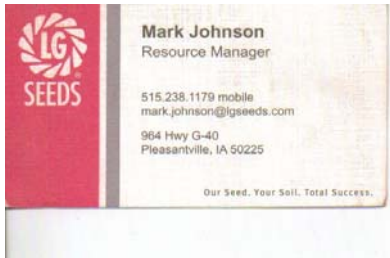 LG
SEEDS
Mark Johnson
Resource Manager
515.238.1179 mobile
mark.johnson@lgseeds.com
964 Hwy G-40
Pleasantville, IA 50225
Our Seed. Your Soil. Total Success.